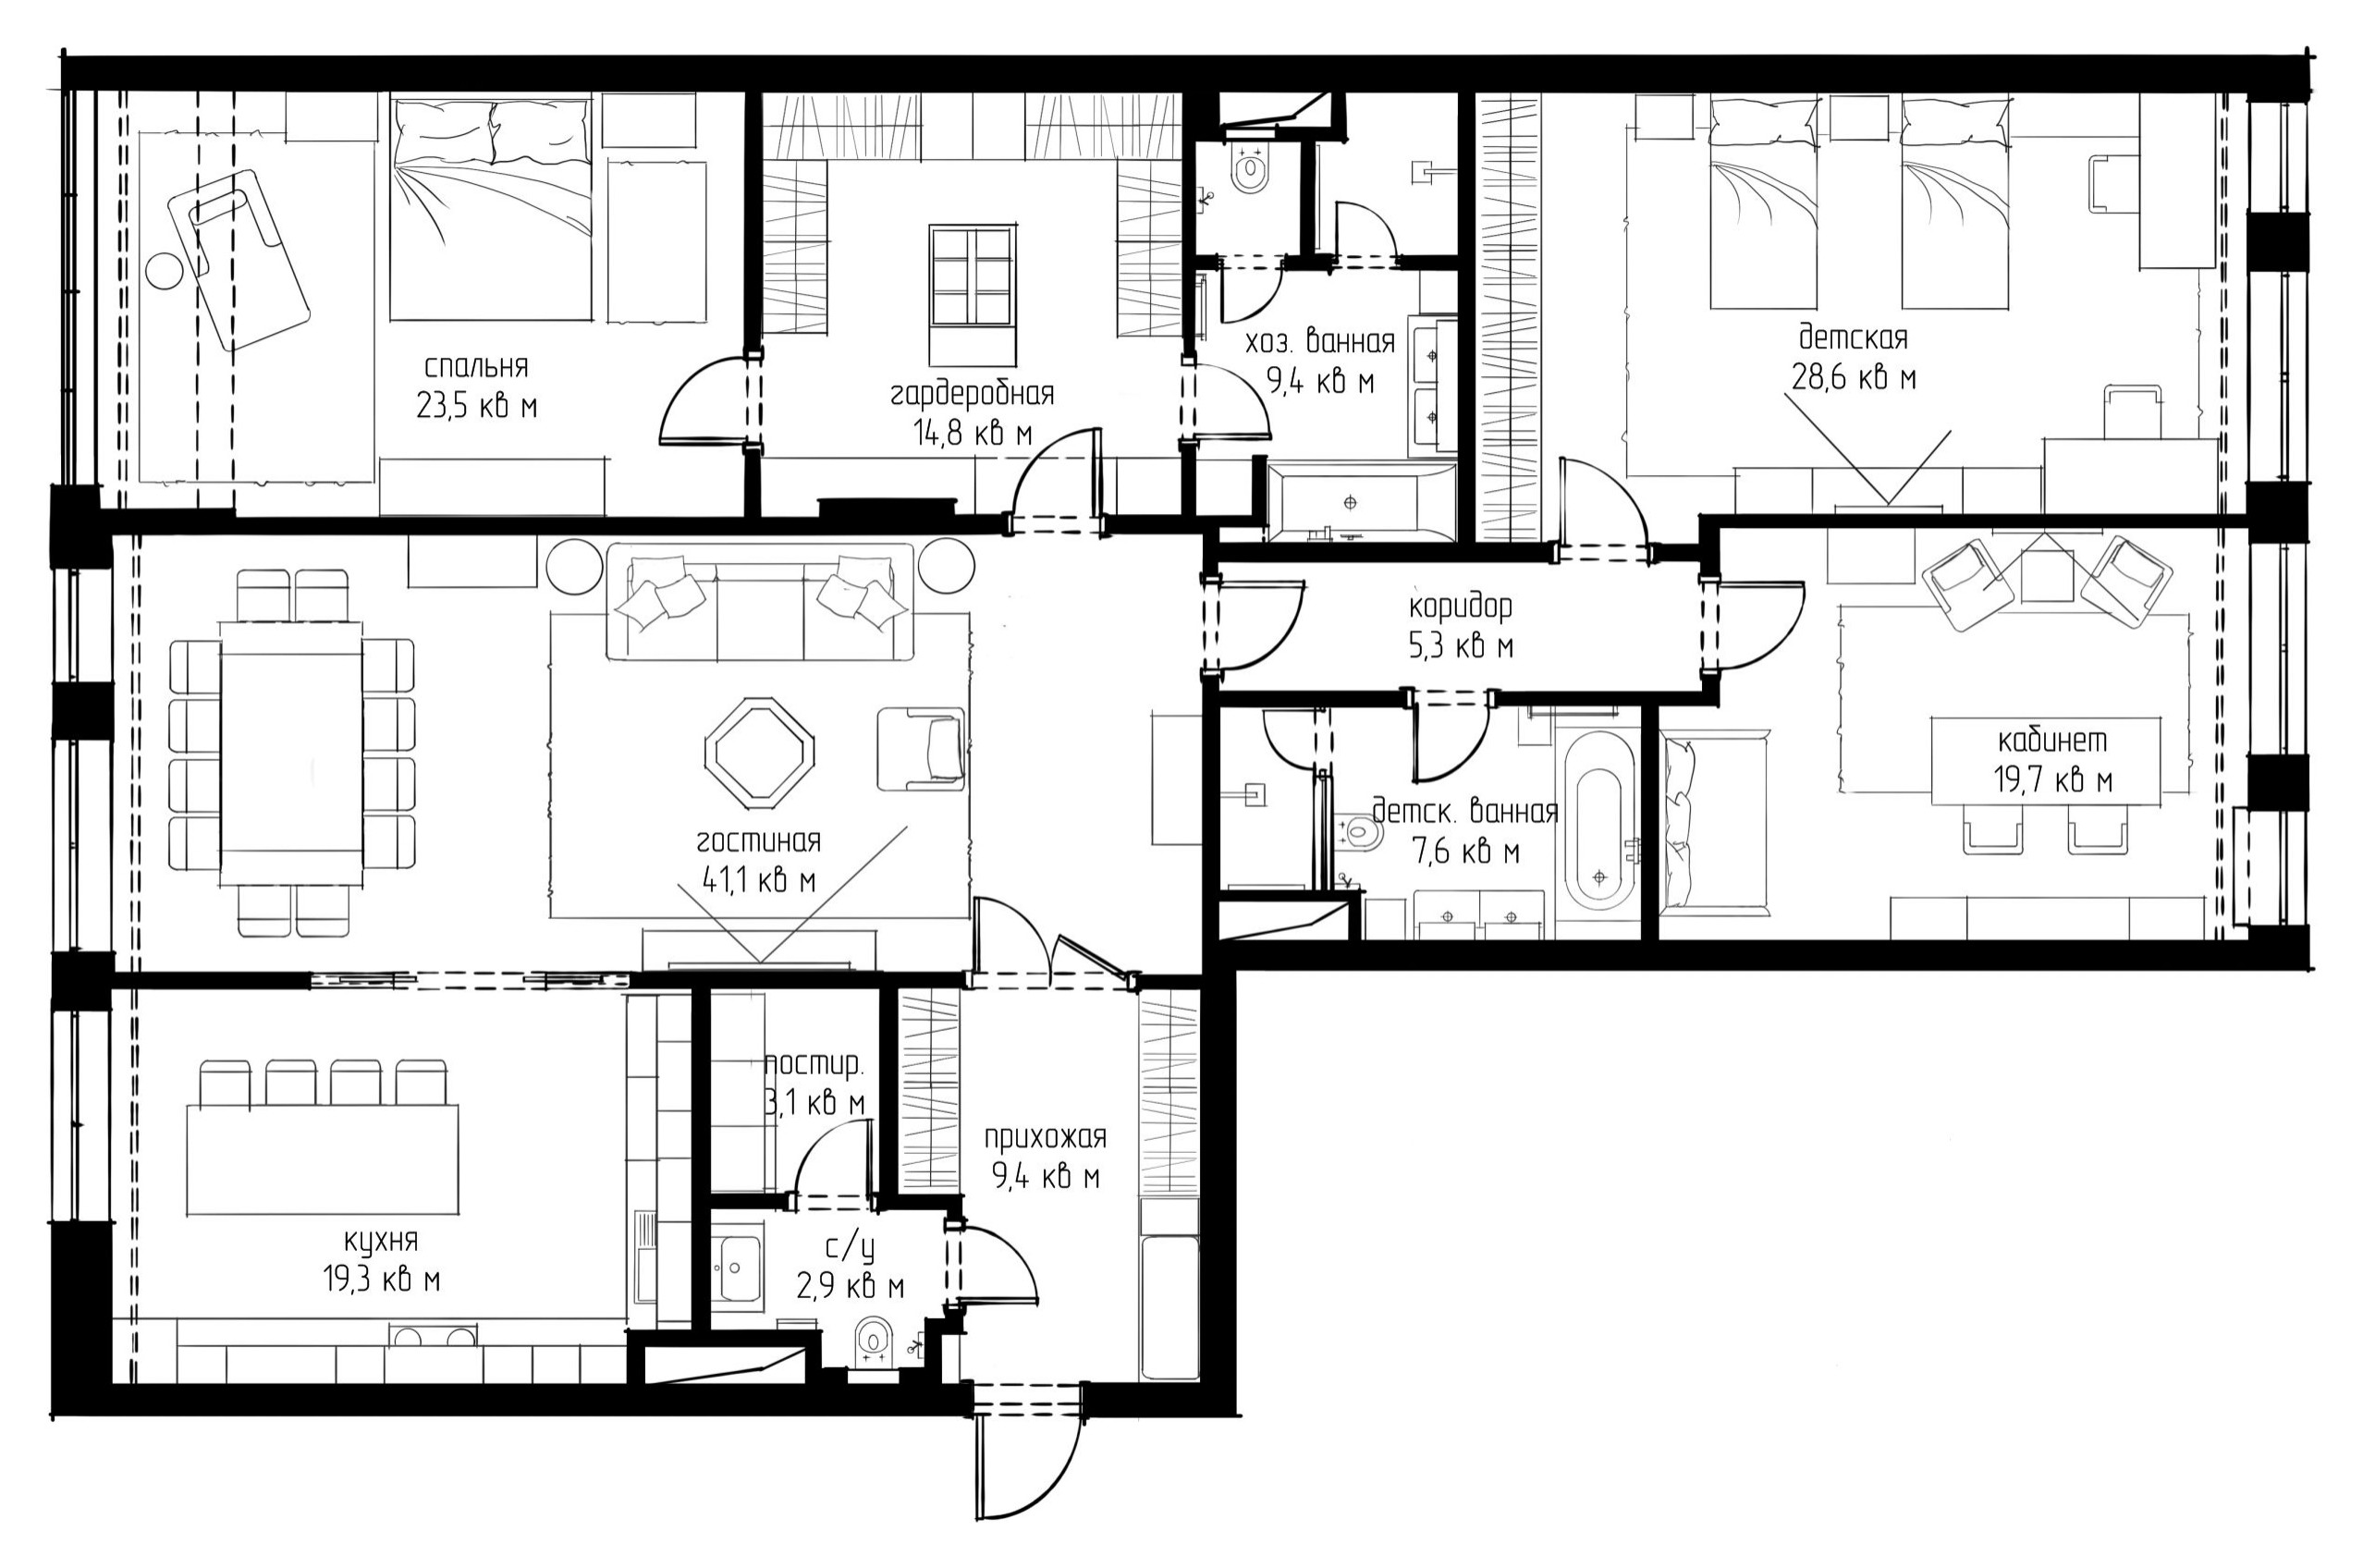 спальня
23,5 кв м
гардеробная
14,8 кв м
хоз. ванная
9,4 кв м
детская
28,6 кв м
коридор
5,3 кв м
гостиная
41,1 кв м
детск. ванная
7,6 кв м
кабинет
19,7 кв м
постир.
3,1 кв м
прихожая
9,4 кв м
кухня
19,3 кв м
с/у
2,9 кв м